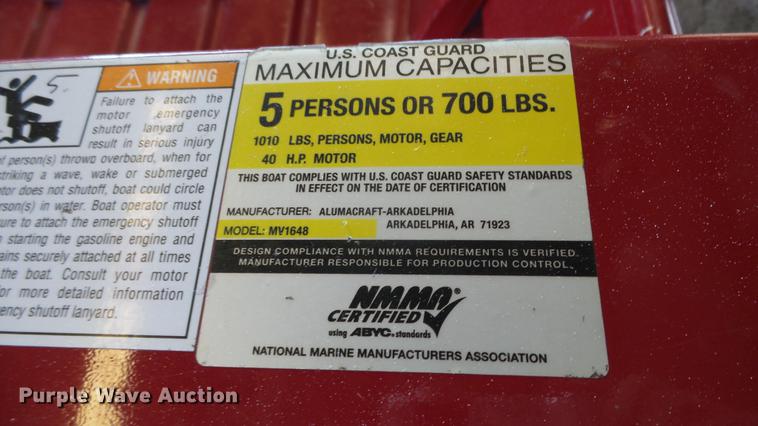 5.
WARNING
Failure to attach the
motor emergency
shutoff lanyard can
result in serious injury
person(s) thrown overboard, when for
striking a wave, wake or submerged
does not shutoff, boat could circle
in water. Boat operator must
to attach the emergency shutoff
starting the gasoline engine and
securely attached at all times
the boat. Consult your motor
for more detailed information
shutoff lanyard.
U.S. COAST GUARD
MAXIMUM CAPACITIES
5 PERSONS OR 700 LBS.
1010 LBS, PERSONS, MOTOR, GEAR
40 H.P. MOTOR
THIS BOAT COMPLIES WITH U.S. COAST GUARD SAFETY STANDARDS
IN EFFECT ON THE DATE OF CERTIFICATION
MANUFACTURER: ALUMACRAFT-ARKADELPHIA
ARKADELPHIA, AR 71923
MODEL: MV1648
DESIGN COMPLIANCE WITH NMMA REQUIREMENTS IS VERIFIED.
MANUFACTURER RESPONSIBLE FOR PRODUCTION CONTROL.
NMMA®
CERTIFIED
using ABYC standards
NATIONAL MARINE MANUFACTURERS ASSOCIATION
Purple Wave Auction